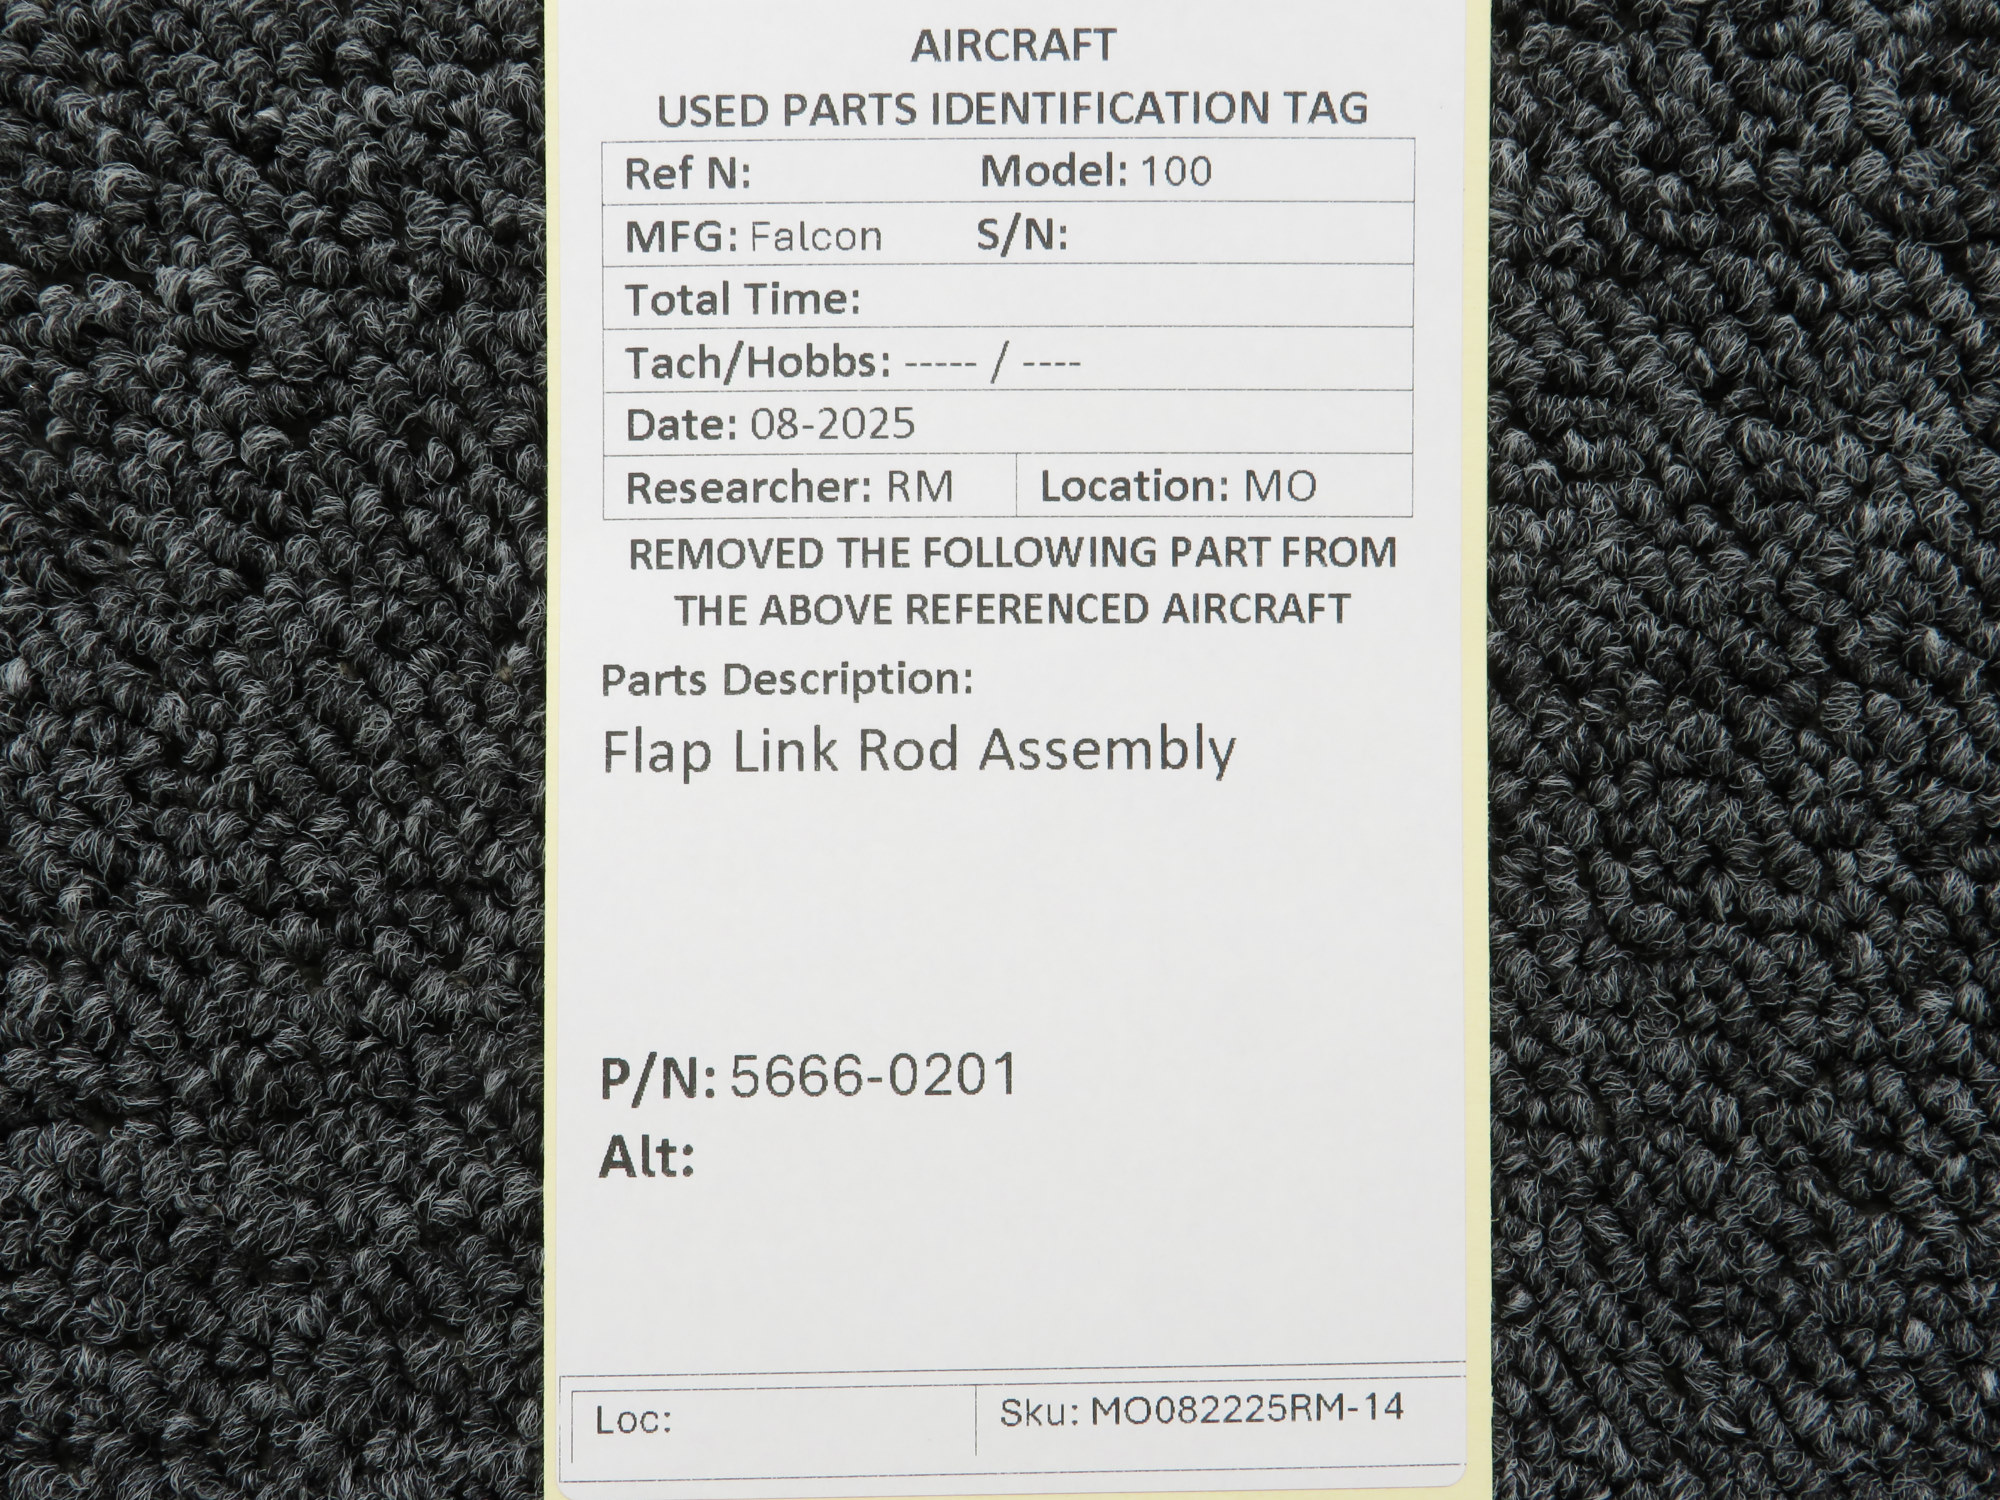 AIRCRAFT
USED PARTS IDENTIFICATION TAG
Ref N: Model: 100
MFG: Falcon S/N:
Total Time:
Tach/Hobbs: ----- / ----
Date: 08-2025
Researcher: RM Location: MO
REMOVED THE FOLLOWING PART FROM
THE ABOVE REFERENCED AIRCRAFT
Parts Description:
Flap Link Rod Assembly
P/N: 5666-0201
Alt:
Loc: Sku: MO082225RM-14